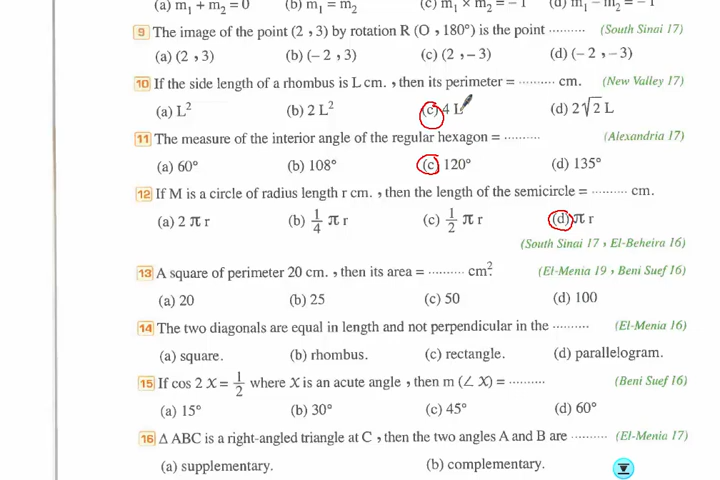 (a) m₁ + m₂ = 0 (b) m₁ = m₂ (c) m₁ × m₂ = − 1 (d) m₁ − m₂ = − 1
9 The image of the point (2 , 3) by rotation R (O , 180°) is the point ·········· (South Sinai 17)
(a) (2 , 3) (b) (− 2 , 3) (c) (2 , − 3) (d) (− 2 , − 3)
10 If the side length of a rhombus is L cm. , then its perimeter = ·········· cm. (New Valley 17)
(a) L² (b) 2 L² (c) 4 L (d) 2√2 L
11 The measure of the interior angle of the regular hexagon = ·········· (Alexandria 17)
(a) 60° (b) 108° (c) 120° (d) 135°
12 If M is a circle of radius length r cm. , then the length of the semicircle = ·········· cm.
(a) 2 π r (b) 1/4 π r (c) 1/2 π r (d) π r
(South Sinai 17 , El-Beheira 16)
13 A square of perimeter 20 cm. , then its area = ·········· cm². (El-Menia 19 , Beni Suef 16)
(a) 20 (b) 25 (c) 50 (d) 100
14 The two diagonals are equal in length and not perpendicular in the ·········· (El-Menia 16)
(a) square. (b) rhombus. (c) rectangle. (d) parallelogram.
15 If cos 2 X = 1/2 where X is an acute angle , then m (∠ X) = ·········· (Beni Suef 16)
(a) 15° (b) 30° (c) 45° (d) 60°
16 Δ ABC is a right-angled triangle at C , then the two angles A and B are ·········· (El-Menia 17)
(a) supplementary. (b) complementary.